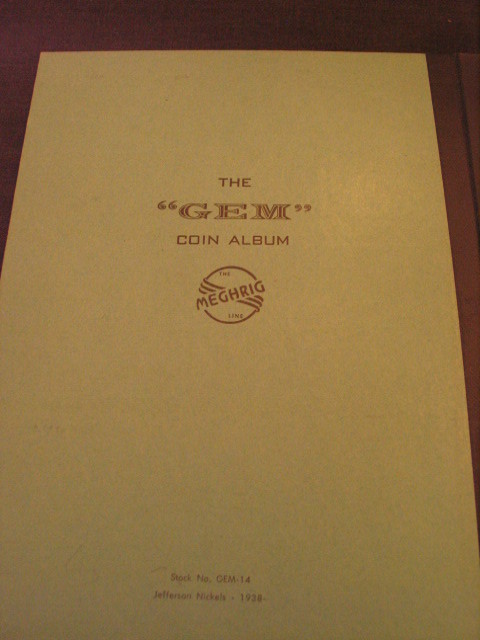 THE
“GEM”
COIN ALBUM
THE
MEGHRIG
LINE
Stock No. GEM-14
Jefferson Nickels - 1938-